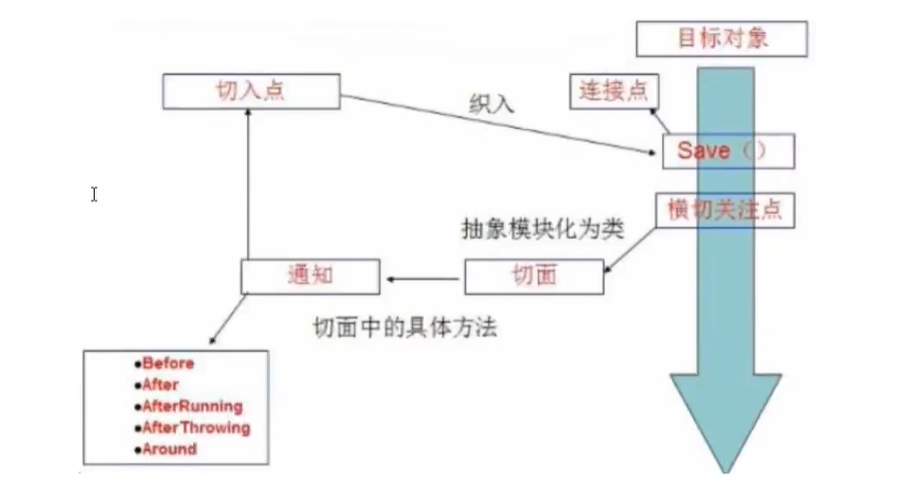 目标对象
切入点
连接点
织入
Save（）
横切关注点
抽象模块化为类
通知
切面
切面中的具体方法
●Before
●After
●AfterRunning
●AfterThrowing
●Around